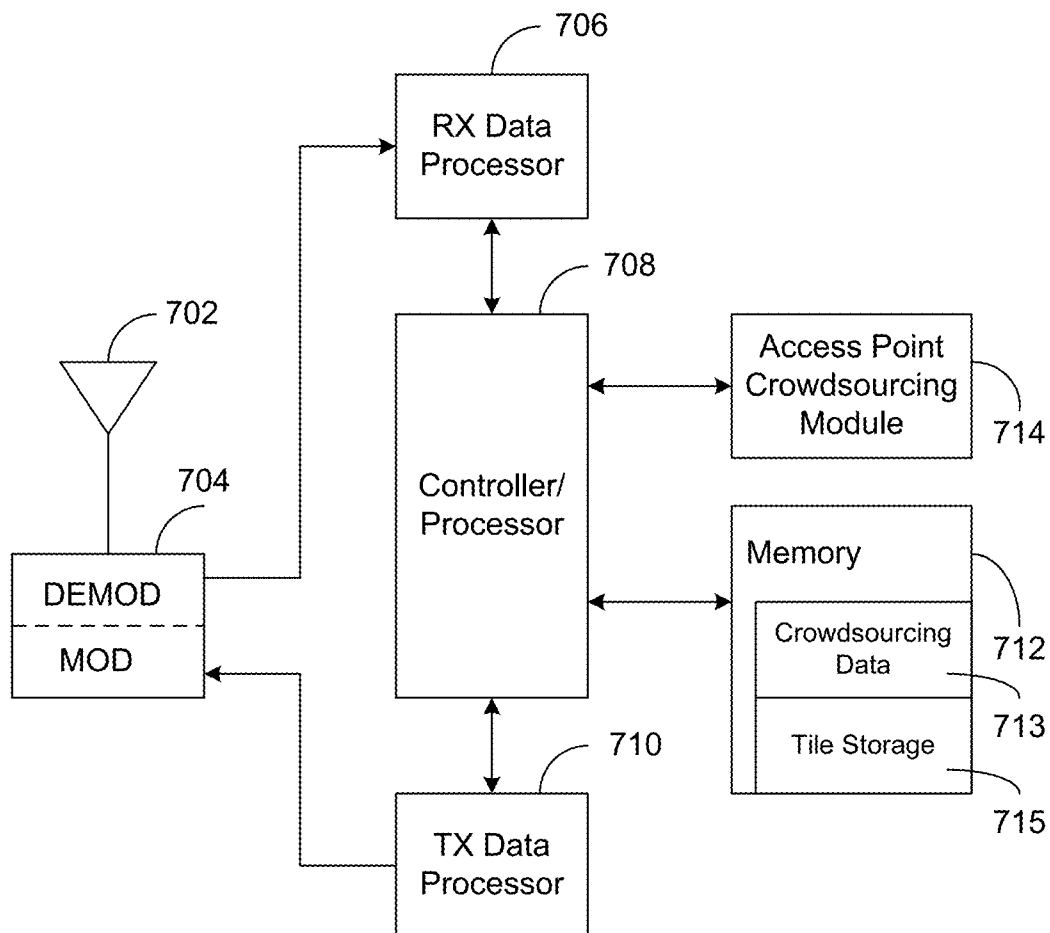 706
RX Data
Processor
708
702
Access Point
Crowdsourcing
Module
714
704
Controller/
Processor
DEMOD
MOD
Memory
712
Crowdsourcing
Data
713
Tile Storage
715
710
TX Data
Processor